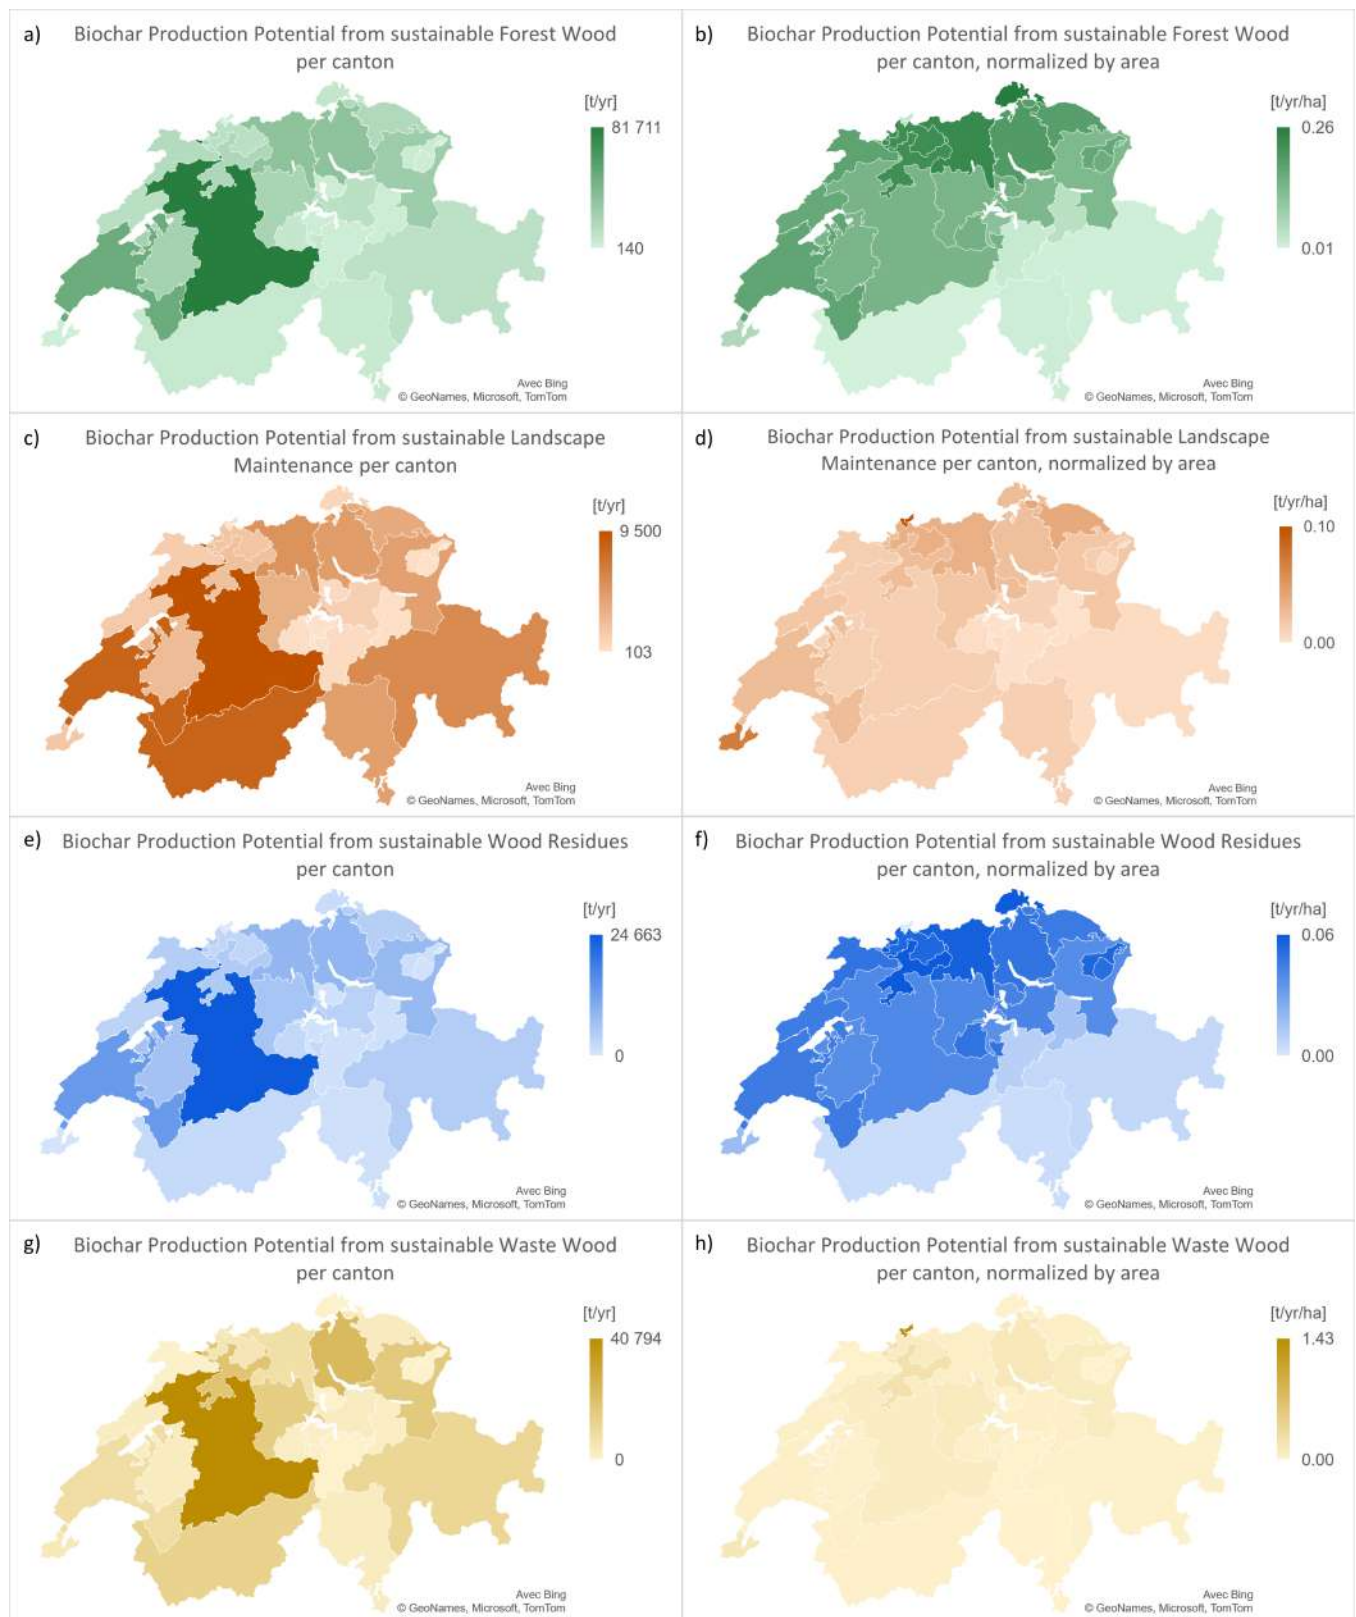 a) Biochar Production Potential from sustainable Forest Wood
per canton
[t/yr]
81 711
140
Avec Bing
© GeoNames, Microsoft, TomTom
b) Biochar Production Potential from sustainable Forest Wood
per canton, normalized by area
[t/yr/ha]
0.26
0.01
Avec Bing
© GeoNames, Microsoft, TomTom
c) Biochar Production Potential from sustainable Landscape
Maintenance per canton
[t/yr]
9 500
103
Avec Bing
© GeoNames, Microsoft, TomTom
d) Biochar Production Potential from sustainable Landscape
Maintenance per canton, normalized by area
[t/yr/ha]
0.10
0.00
Avec Bing
© GeoNames, Microsoft, TomTom
e) Biochar Production Potential from sustainable Wood Residues
per canton
[t/yr]
24 663
0
Avec Bing
© GeoNames, Microsoft, TomTom
f) Biochar Production Potential from sustainable Wood Residues
per canton, normalized by area
[t/yr/ha]
0.06
0.00
Avec Bing
© GeoNames, Microsoft, TomTom
g) Biochar Production Potential from sustainable Waste Wood
per canton
[t/yr]
40 794
0
Avec Bing
© GeoNames, Microsoft, TomTom
h) Biochar Production Potential from sustainable Waste Wood
per canton, normalized by area
[t/yr/ha]
1.43
0.00
Avec Bing
© GeoNames, Microsoft, TomTom